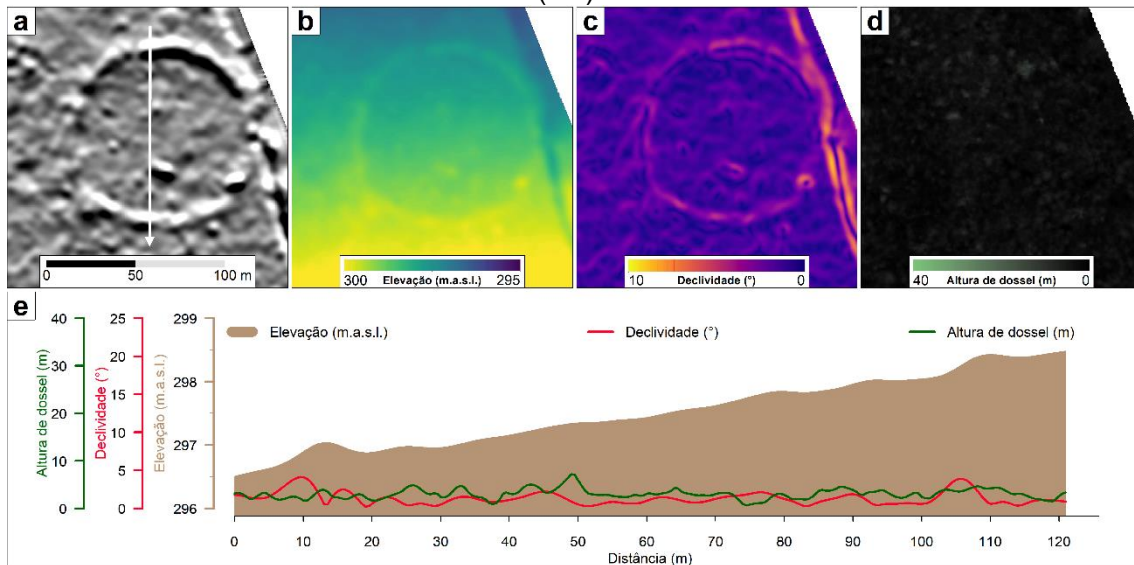 a
b
c
d
0 50 100 m
300 Elevação (m.a.s.l.) 295
10 Declividade (°) 0
40 Altura de dossel (m) 0
e
Altura de dossel (m)
40
30
20
10
0
Declividade (°)
25
20
15
10
5
0
Elevação (m.a.s.l.)
299
298
297
296
Elevação (m.a.s.l.)
Declividade (°)
Altura de dossel (m)
0 10 20 30 40 50 60 70 80 90 100 110 120
Distância (m)